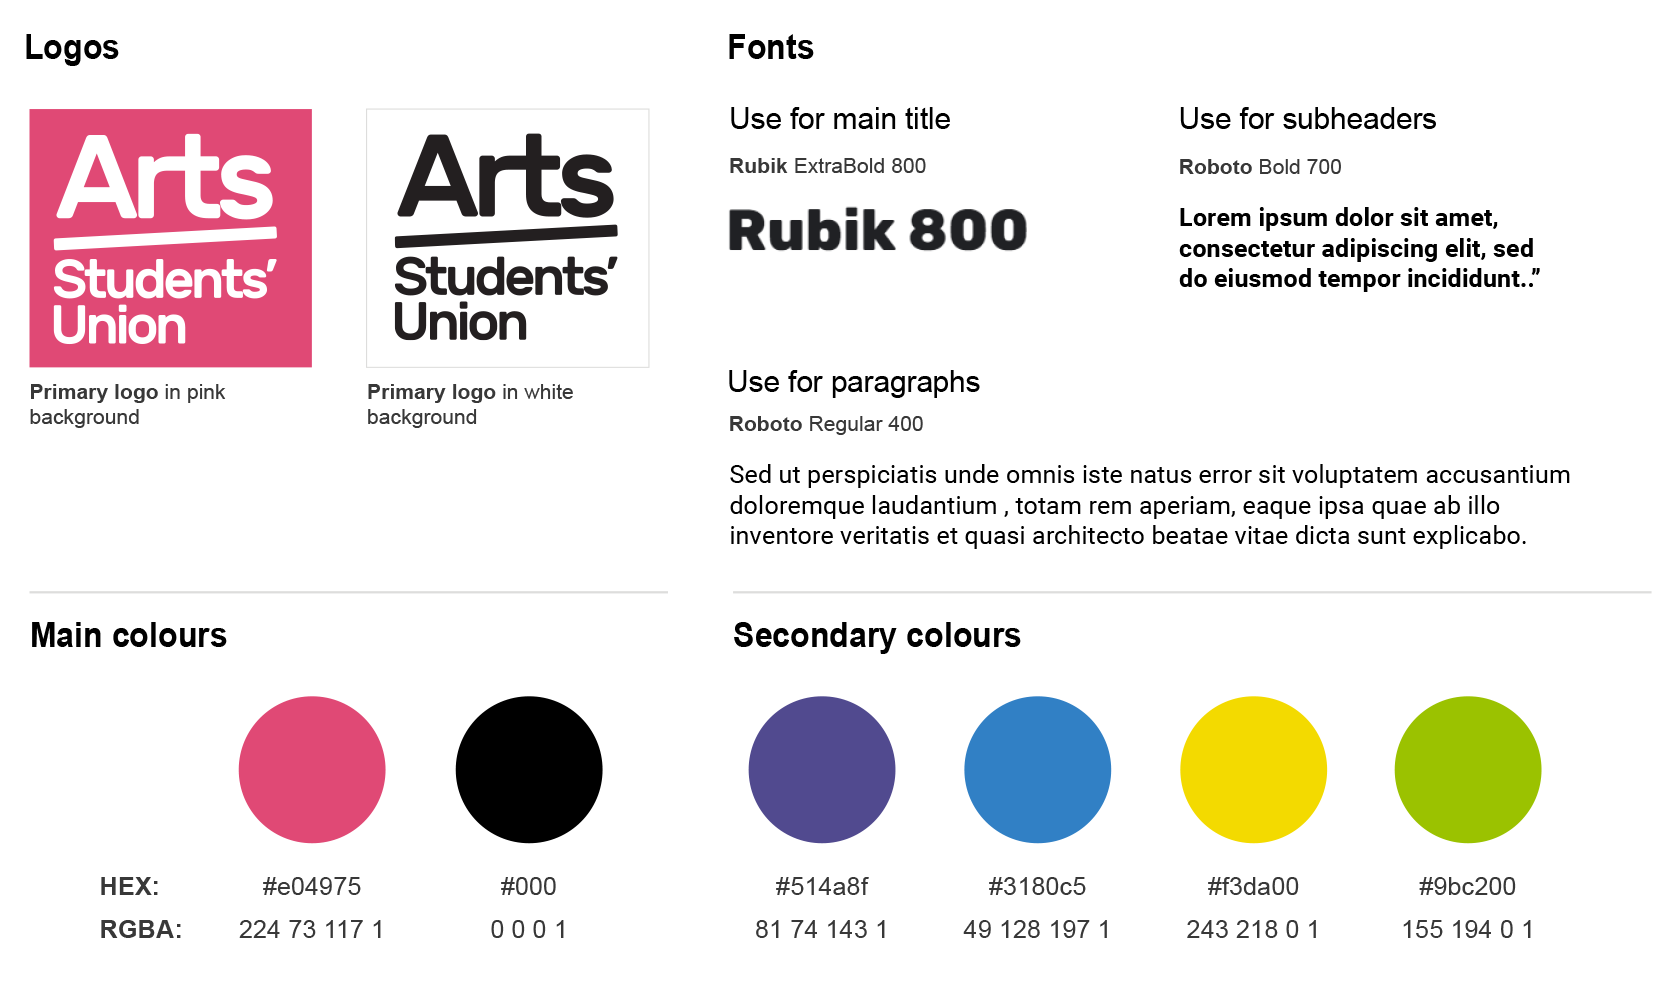 Logos
Arts
Students’
Union
Primary logo in pink
background
Arts
Students’
Union
Primary logo in white
background
Fonts
Use for main title
Rubik ExtraBold 800
Rubik 800
Use for subheaders
Roboto Bold 700
Lorem ipsum dolor sit amet,
consectetur adipiscing elit, sed
do eiusmod tempor incididunt..”
Use for paragraphs
Roboto Regular 400
Sed ut perspiciatis unde omnis iste natus error sit voluptatem accusantium
doloremque laudantium , totam rem aperiam, eaque ipsa quae ab illo
inventore veritatis et quasi architecto beatae vitae dicta sunt explicabo.
Main colours
HEX: #e04975 #000
RGBA: 224 73 117 1 0 0 0 1
Secondary colours
#514a8f #3180c5 #f3da00 #9bc200
81 74 143 1 49 128 197 1 243 218 0 1 155 194 0 1